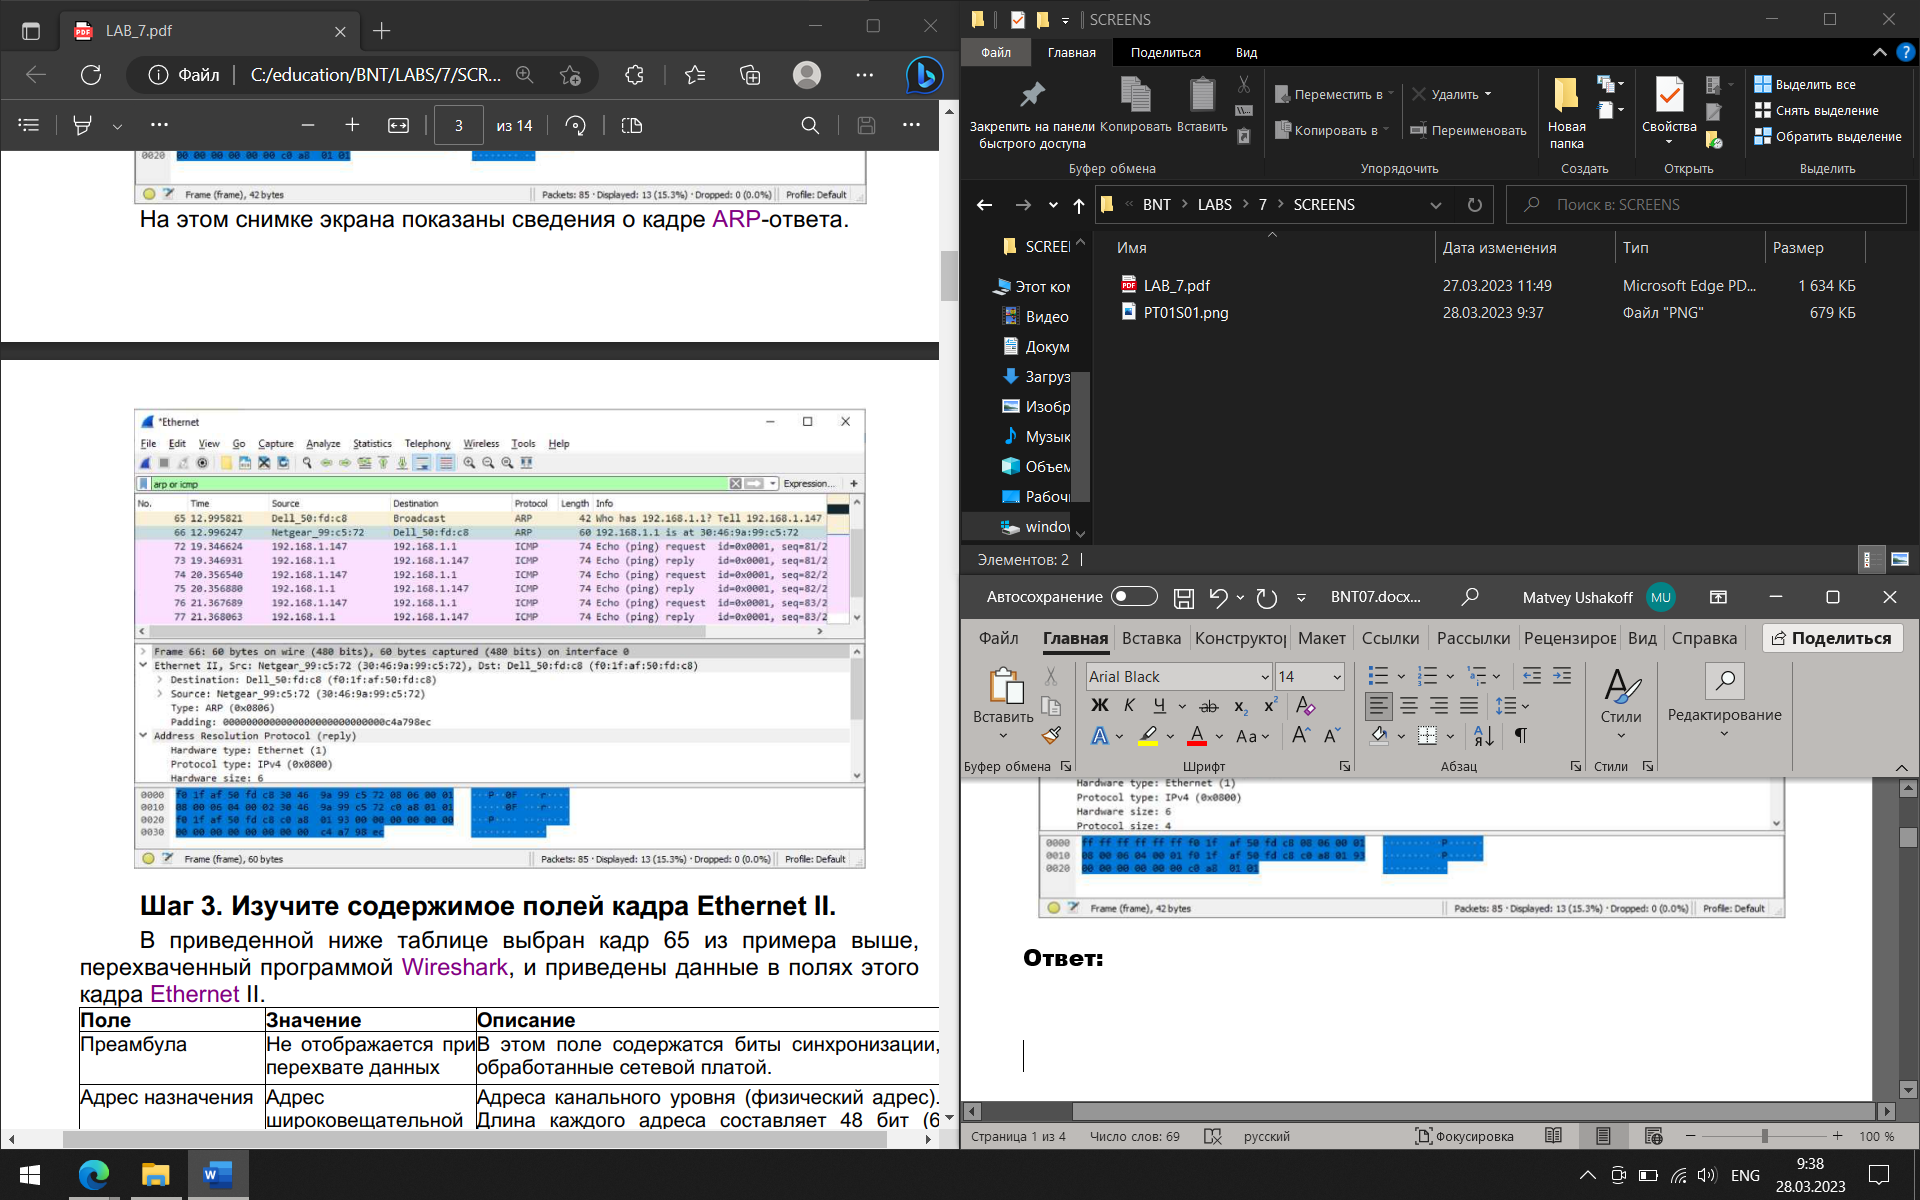 LAB_7.pdf
Файл
C:/education/BNT/LABS/7/SCR...
3
из 14
0020 00 00 00 00 00 00 c0 a8 01 01
Frame (frame), 42 bytes
Packets: 85 · Displayed: 13 (15.3%) · Dropped: 0 (0.0%)
Profile: Default
На этом снимке экрана показаны сведения о кадре ARP-ответа.
*Ethernet
File Edit View Go Capture Analyze Statistics Telephony Wireless Tools Help
arp or icmp
Expression...
No. Time Source Destination Protocol Length Info
65 12.995821 Dell_50:fd:c8 Broadcast ARP 42 Who has 192.168.1.1? Tell 192.168.1.147
66 12.996247 Netgear_99:c5:72 Dell_50:fd:c8 ARP 60 192.168.1.1 is at 30:46:9a:99:c5:72
72 19.346624 192.168.1.147 192.168.1.1 ICMP 74 Echo (ping) request id=0x0001, seq=81/2
73 19.346931 192.168.1.1 192.168.1.147 ICMP 74 Echo (ping) reply id=0x0001, seq=81/2
74 20.356540 192.168.1.147 192.168.1.1 ICMP 74 Echo (ping) request id=0x0001, seq=82/2
75 20.356880 192.168.1.1 192.168.1.147 ICMP 74 Echo (ping) reply id=0x0001, seq=82/2
76 21.367689 192.168.1.147 192.168.1.1 ICMP 74 Echo (ping) request id=0x0001, seq=83/2
77 21.368063 192.168.1.1 192.168.1.147 ICMP 74 Echo (ping) reply id=0x0001, seq=83/2
Frame 66: 60 bytes on wire (480 bits), 60 bytes captured (480 bits) on interface 0
Ethernet II, Src: Netgear_99:c5:72 (30:46:9a:99:c5:72), Dst: Dell_50:fd:c8 (f0:1f:af:50:fd:c8)
Destination: Dell_50:fd:c8 (f0:1f:af:50:fd:c8)
Source: Netgear_99:c5:72 (30:46:9a:99:c5:72)
Type: ARP (0x0806)
Padding: 0000000000000000000000000000c4a798ec
Address Resolution Protocol (reply)
Hardware type: Ethernet (1)
Protocol type: IPv4 (0x0800)
Hardware size: 6
0000 f0 1f af 50 fd c8 30 46 9a 99 c5 72 08 06 00 01
0010 08 00 06 04 00 02 30 46 9a 99 c5 72 c0 a8 01 01
0020 f0 1f af 50 fd c8 c0 a8 01 93 00 00 00 00 00 00
0030 00 00 00 00 00 00 00 00 c4 a7 98 ec
Frame (frame), 60 bytes
Packets: 85 · Displayed: 13 (15.3%) · Dropped: 0 (0.0%)
Profile: Default
Шаг 3. Изучите содержимое полей кадра Ethernet II.
В приведенной ниже таблице выбран кадр 65 из примера выше,
перехваченный программой Wireshark, и приведены данные в полях этого
кадра Ethernet II.
Поле Значение Описание
Преамбула
Не отображается при
перехвате данных
В этом поле содержатся биты синхронизации,
обработанные сетевой платой.
Адрес назначения
Адрес
широковещательной
Адреса канального уровня (физический адрес).
Длина каждого адреса составляет 48 бит (6
SCREENS
Файл Главная Поделиться Вид
Закрепить на панели
быстрого доступа
Копировать
Вставить
Буфер обмена
Переместить в
Копировать в
Удалить
Переименовать
Упорядочить
Новая
папка
Создать
Свойства
Открыть
Выделить все
Снять выделение
Обратить выделение
Выделить
« BNT LABS 7 SCREENS
Поиск в: SCREENS
SCREE
Этот ком
Видео
Докум
Загруз
Изобр
Музык
Объем
Рабоч
window
Имя Дата изменения Тип Размер
LAB_7.pdf 27.03.2023 11:49 Microsoft Edge PD... 1 634 КБ
PT01S01.png 28.03.2023 9:37 Файл "PNG" 679 КБ
Элементов: 2
Автосохранение
BNT07.docx...
Matvey Ushakoff
MU
Файл Главная Вставка Конструктор Макет Ссылки Рассылки Рецензиров Вид Справка
Поделиться
Вставить
Буфер обмена
Arial Black 14
Ж К Ч ab x2 x2
Aa
Шрифт
Абзац
Стили
Стили
Редактирование
Hardware type: Ethernet (1)
Protocol type: IPv4 (0x0800)
Hardware size: 6
Protocol size: 4
0000 ff ff ff ff ff ff f0 1f af 50 fd c8 08 06 00 01
0010 08 00 06 04 00 01 f0 1f af 50 fd c8 c0 a8 01 93
0020 00 00 00 00 00 00 c0 a8 01 01
Frame (frame), 42 bytes
Packets: 85 · Displayed: 13 (15.3%) · Dropped: 0 (0.0%)
Profile: Default
Ответ:
Страница 1 из 4
Число слов: 69
русский
Фокусировка
100 %
ENG
9:38
28.03.2023